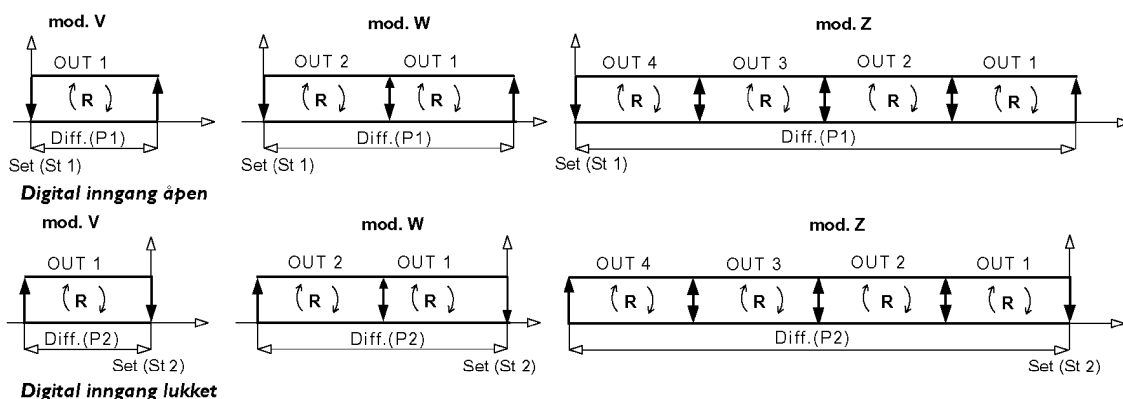 mod. V mod. W mod. Z
OUT 1 OUT 2 OUT 1 OUT 4 OUT 3 OUT 2 OUT 1
R R R R R R R
Diff.(P1) Diff.(P1) Diff.(P1)
Set (St 1) Set (St 1) Set (St 1)
Digital inngang åpen
mod. V mod. W mod. Z
OUT 1 OUT 2 OUT 1 OUT 4 OUT 3 OUT 2 OUT 1
R R R R R R R
Diff.(P2) Diff.(P2) Diff.(P2)
Set (St 2) Set (St 2) Set (St 2)
Digital inngang lukket